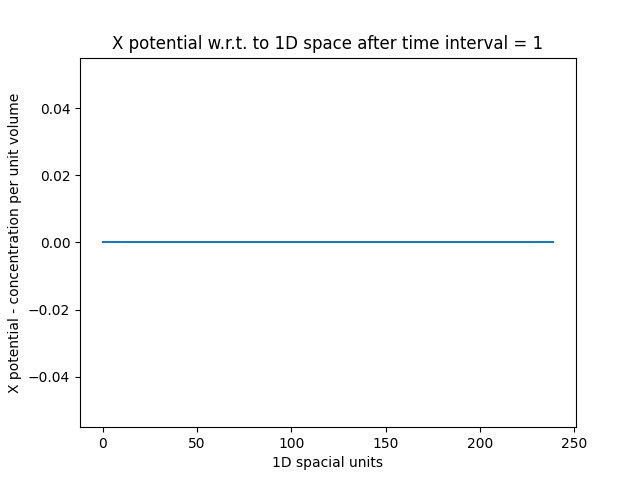 X potential w.r.t. to 1D space after time interval = 1
X potential - concentration per unit volume
0.04
0.02
0.00
−0.02
−0.04
0 50 100 150 200 250
1D spacial units